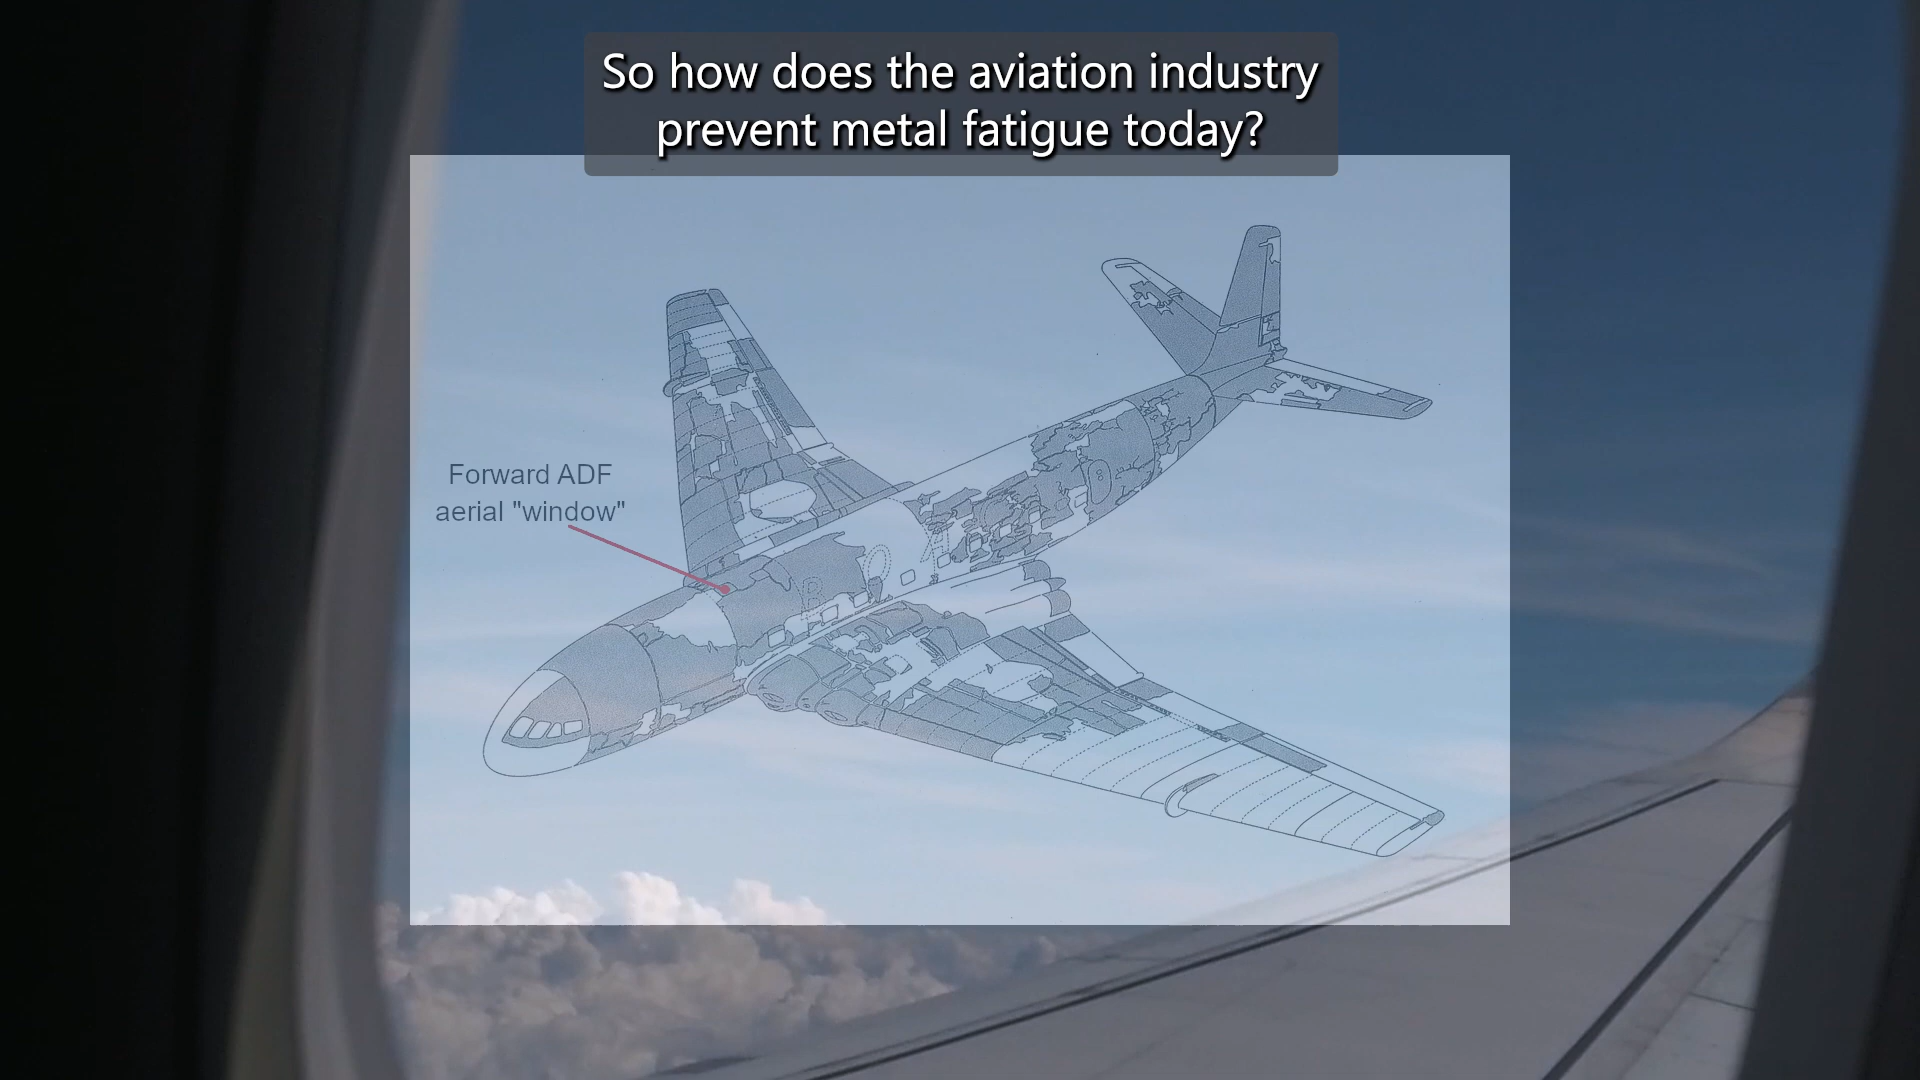 So how does the aviation industry
prevent metal fatigue today?
Forward ADF
aerial "window"